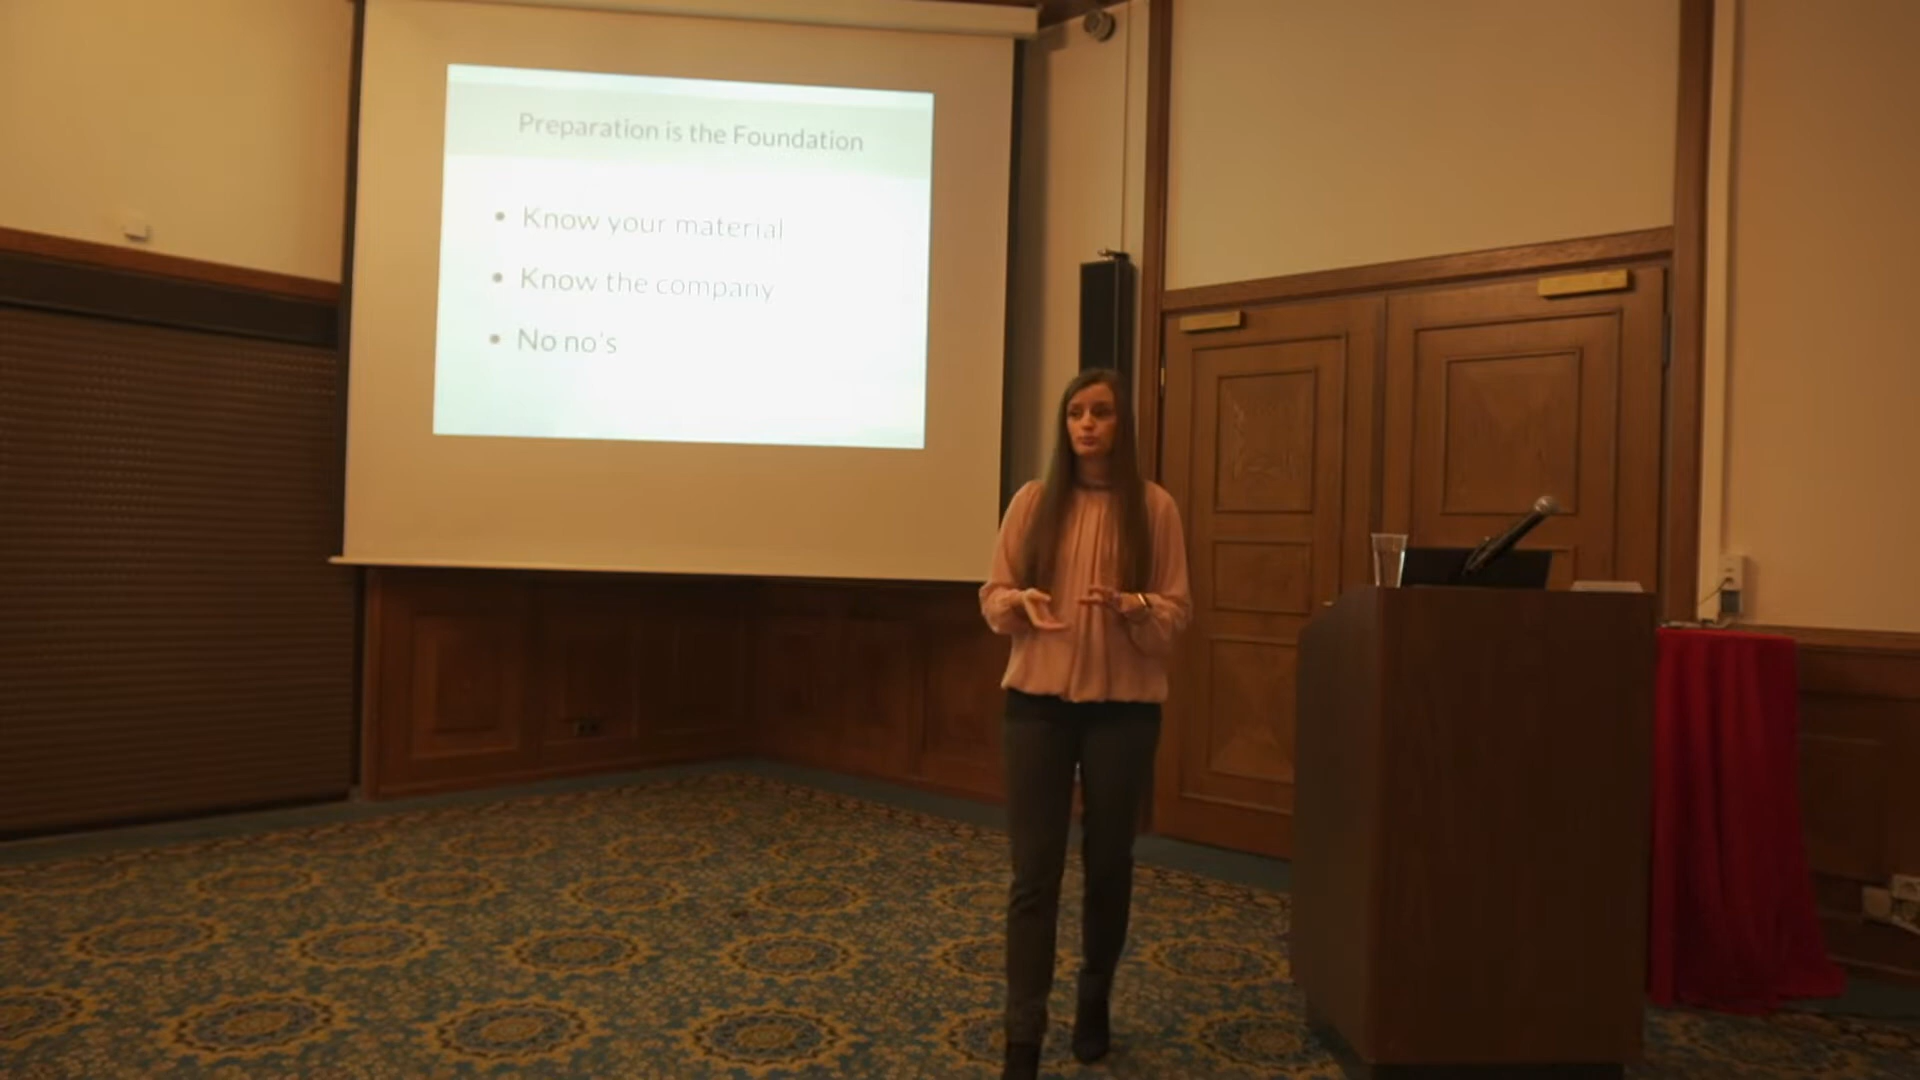 Preparation is the Foundation
• Know your material
• Know the company
• No no's